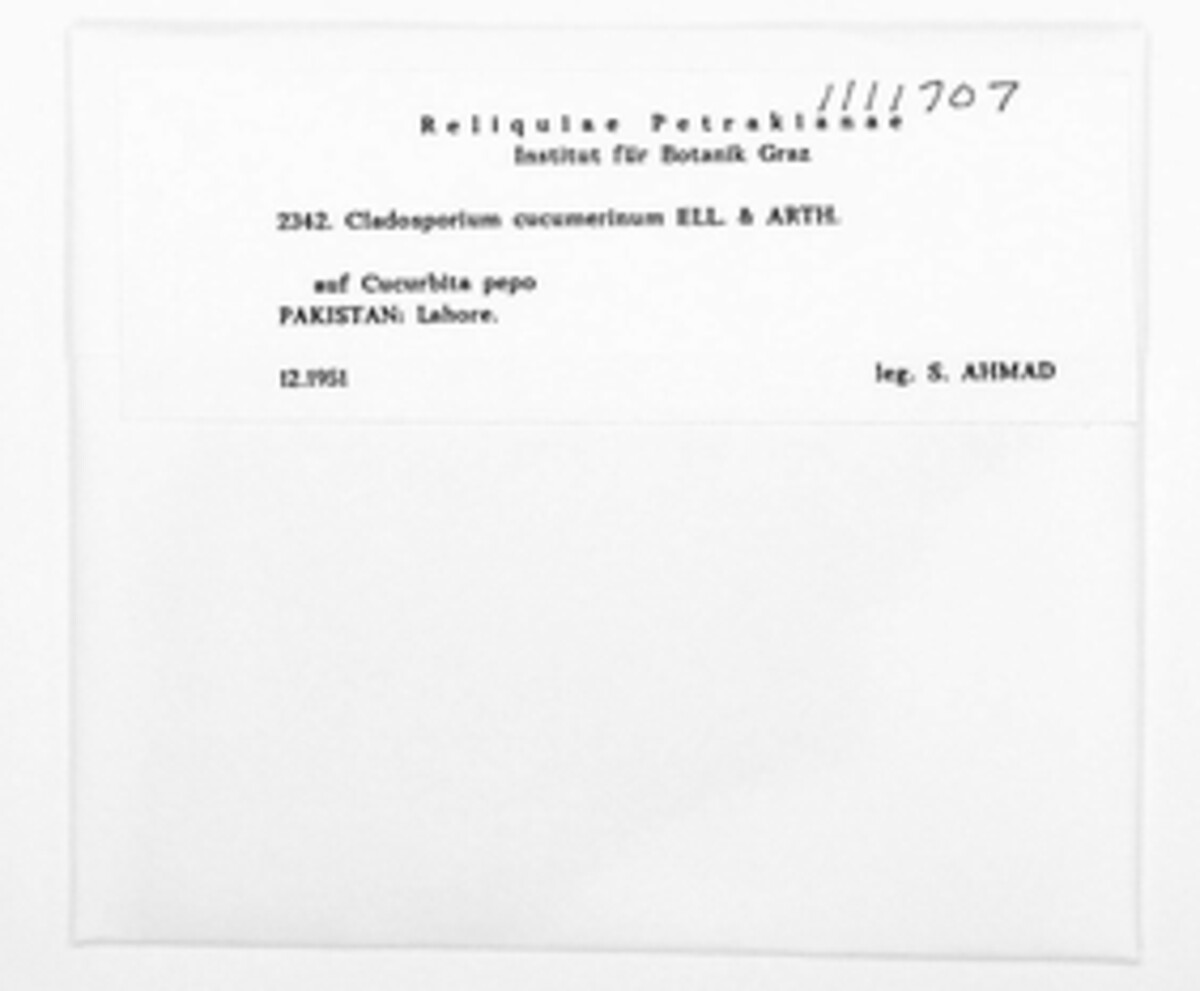 1111707
Reliquiae Petrakianae
Institut für Botanik Graz
2342. Cladosporium cucumerinum ELL. & ARTH.
auf Cucurbita pepo
PAKISTAN: Lahore.
12.1951
leg. S. AHMAD